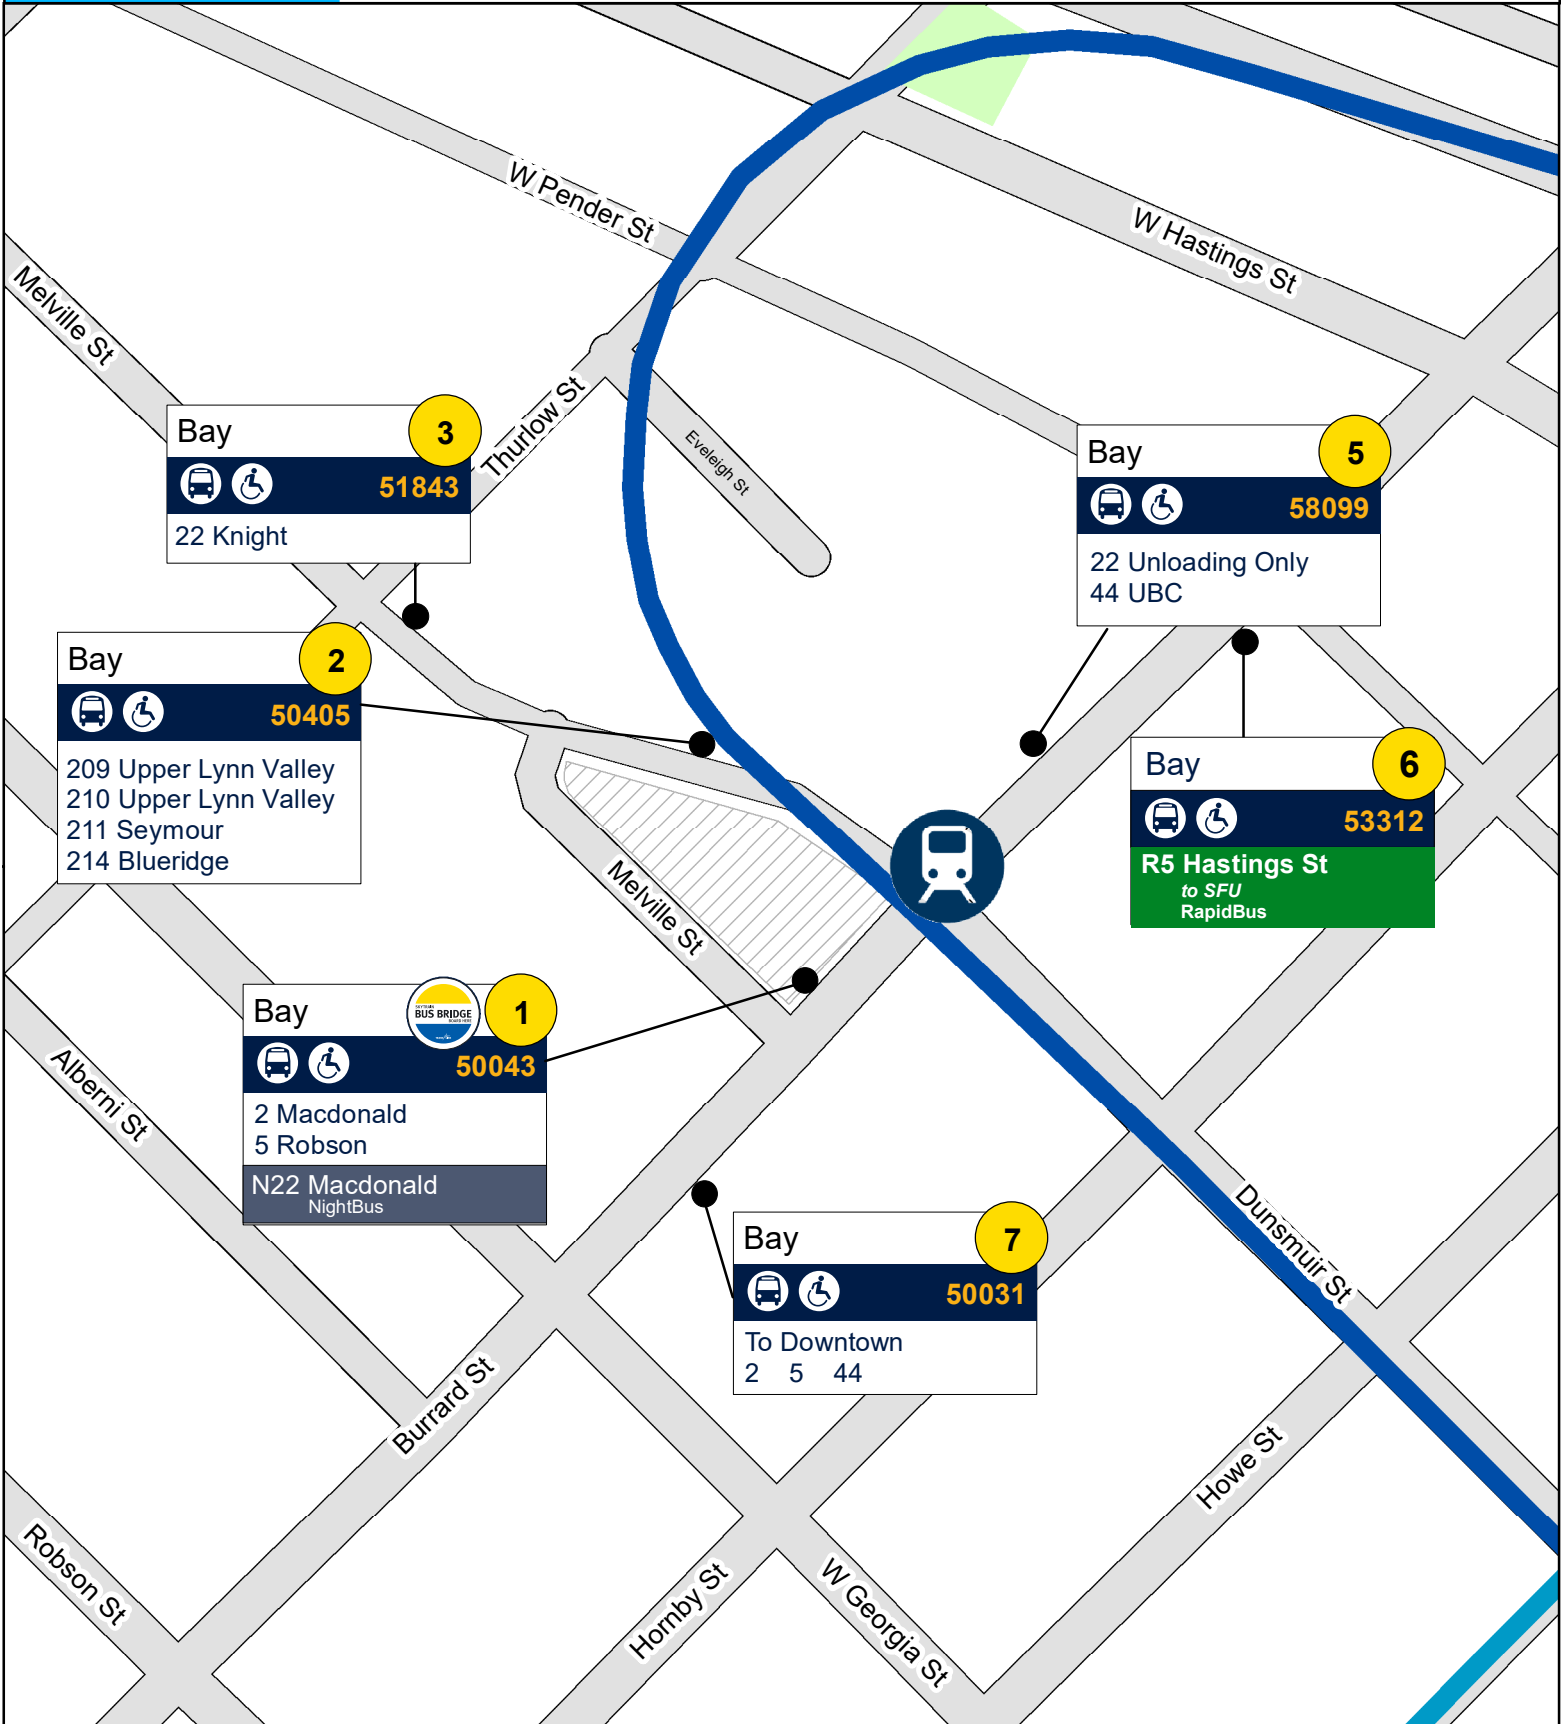 W Pender St
W Hastings St
Melville St
Thurlow St
Eveleigh St
Bay
3
51843
22 Knight
Bay
5
58099
22 Unloading Only
44 UBC
Bay
2
50405
209 Upper Lynn Valley
210 Upper Lynn Valley
211 Seymour
214 Blueridge
Bay
6
53312
R5 Hastings St
to SFU
RapidBus
Melville St
Bay
BUS BRIDGE
1
50043
2 Macdonald
5 Robson
N22 Macdonald
NightBus
Alberni St
Bay
7
50031
To Downtown
2 5 44
Dunsmuir St
Burrard St
Howe St
Robson St
Hornby St
W Georgia St